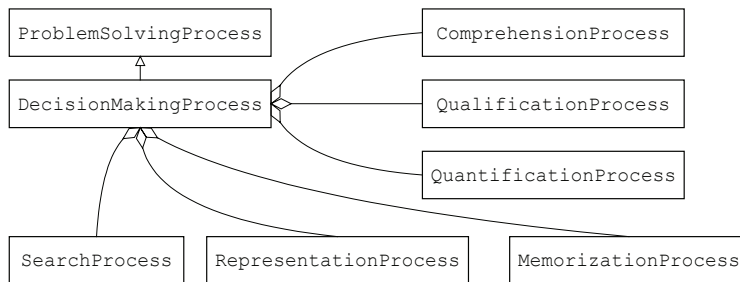 ProblemSolvingProcess
ComprehensionProcess
DecisionMakingProcess
QualificationProcess
QuantificationProcess
SearchProcess
RepresentationProcess
MemorizationProcess